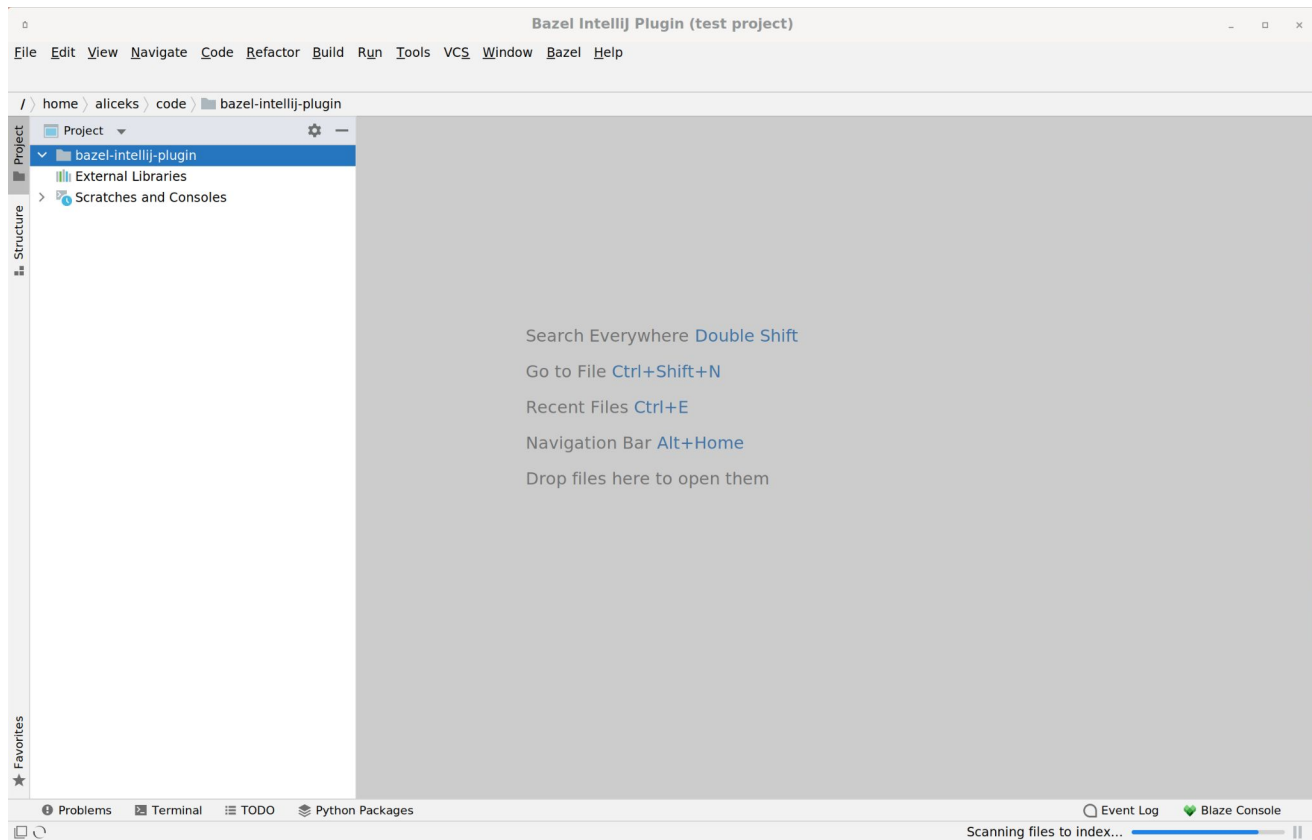 Bazel IntelliJ Plugin (test project)
File Edit View Navigate Code Refactor Build Run Tools VCS Window Bazel Help
/ home aliceks code bazel-intellij-plugin
Project
Project
bazel-intellij-plugin
External Libraries
Scratches and Consoles
Structure
Search Everywhere Double Shift
Go to File Ctrl+Shift+N
Recent Files Ctrl+E
Navigation Bar Alt+Home
Drop files here to open them
Favorites
Problems Terminal TODO Python Packages Event Log Blaze Console
Scanning files to index...